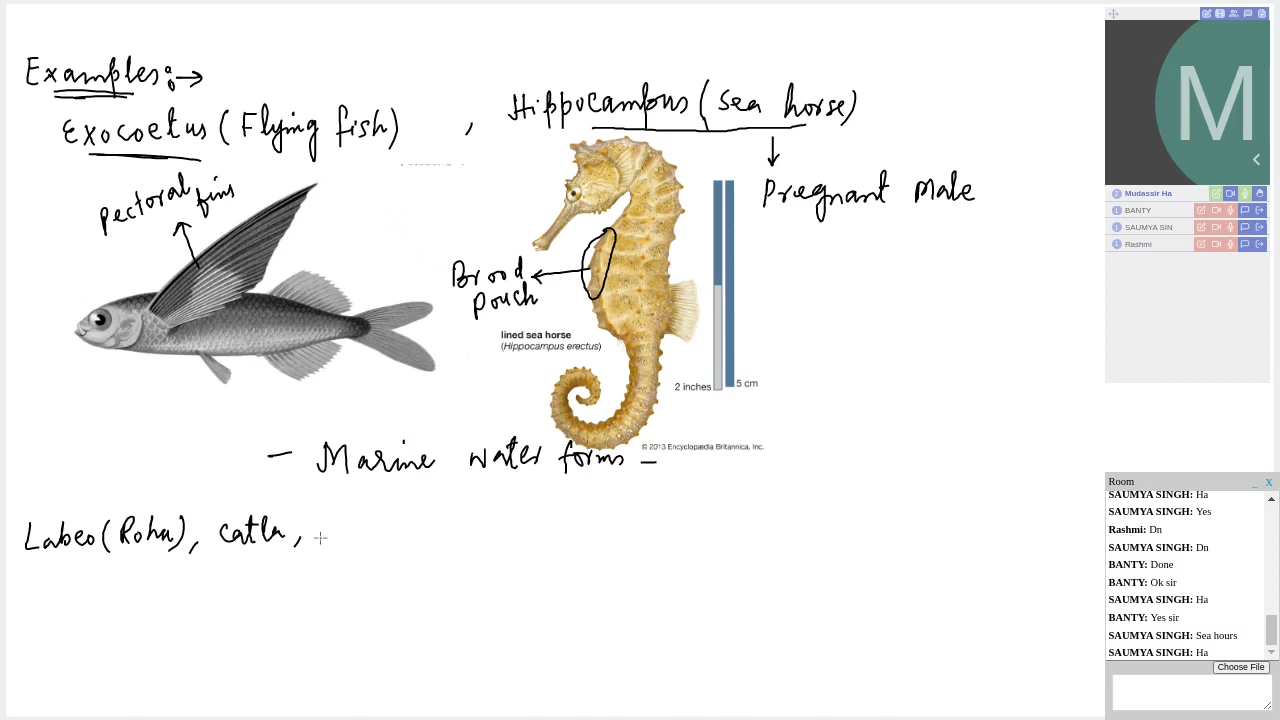 Examples:→
Exocoetus (Flying fish) , Hippocampus (Sea horse)
Pectoral fins
Pregnant Male
Brood
Pouch
lined sea horse
(Hippocampus erectus)
2 inches
5 cm
© 2013 Encyclopædia Britannica, Inc.
– Marine water forms –
Labeo (Rohu), Catla,
M
Mudassir Ha
BANTY
SAUMYA SIN
Rashmi
Room _ X
SAUMYA SINGH: Ha
SAUMYA SINGH: Yes
Rashmi: Dn
SAUMYA SINGH: Dn
BANTY: Done
BANTY: Ok sir
SAUMYA SINGH: Ha
BANTY: Yes sir
SAUMYA SINGH: Sea hours
SAUMYA SINGH: Ha
Choose File